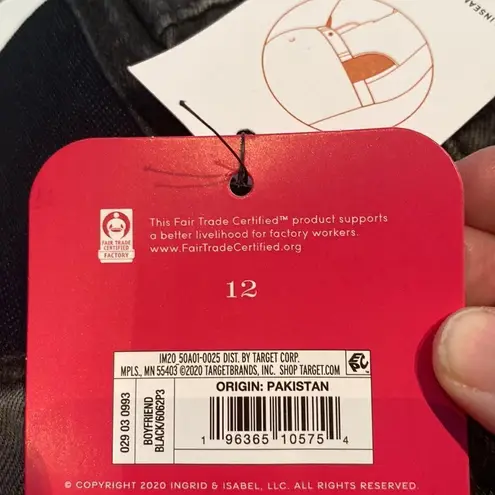 INSEAM
This Fair Trade Certified™ product supports
a better livelihood for factory workers.
www.FairTradeCertified.org
FAIR TRADE
CERTIFIED
FACTORY
12
IM20 50A01-0025 DIST. BY TARGET CORP.
MPLS., MN 55403 ©2020 TARGETBRANDS, INC. SHOP TARGET.COM
029 03 0993
BOYFRIEND
BLACK/6062P3
ORIGIN: PAKISTAN
1 96365 10575 4
© COPYRIGHT 2020 INGRID & ISABEL, LLC. ALL RIGHTS RESERVED.